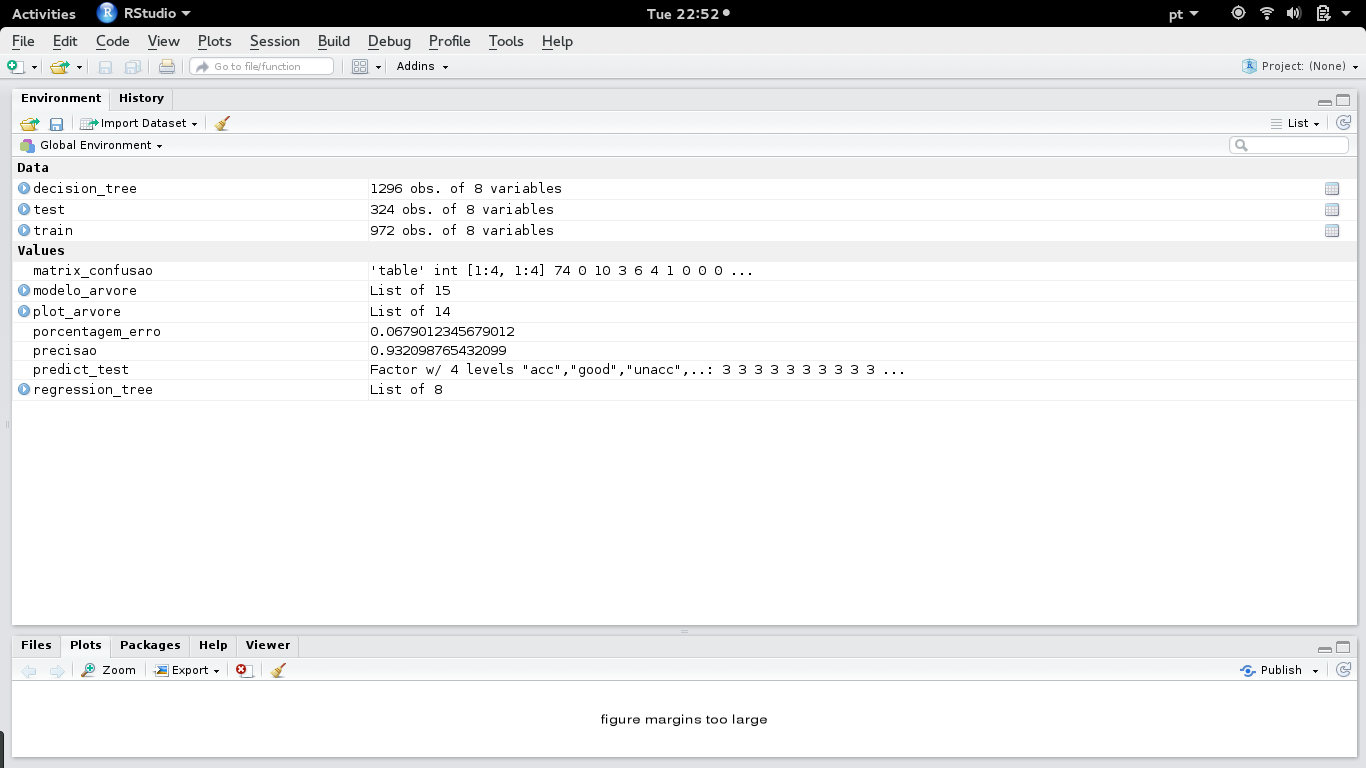 Activities RStudio Tue 22:52 pt
File Edit Code View Plots Session Build Debug Profile Tools Help
Go to file/function Addins Project: (None)
Environment History
Import Dataset List
Global Environment
Data
decision_tree 1296 obs. of 8 variables
test 324 obs. of 8 variables
train 972 obs. of 8 variables
Values
matrix_confusao 'table' int [1:4, 1:4] 74 0 10 3 6 4 1 0 0 0 ...
modelo_arvore List of 15
plot_arvore List of 14
porcentagem_erro 0.0679012345679012
precisao 0.932098765432099
predict_test Factor w/ 4 levels "acc","good","unacc",..: 3 3 3 3 3 3 3 3 3 3 ...
regression_tree List of 8
Files Plots Packages Help Viewer
Zoom Export Publish
figure margins too large